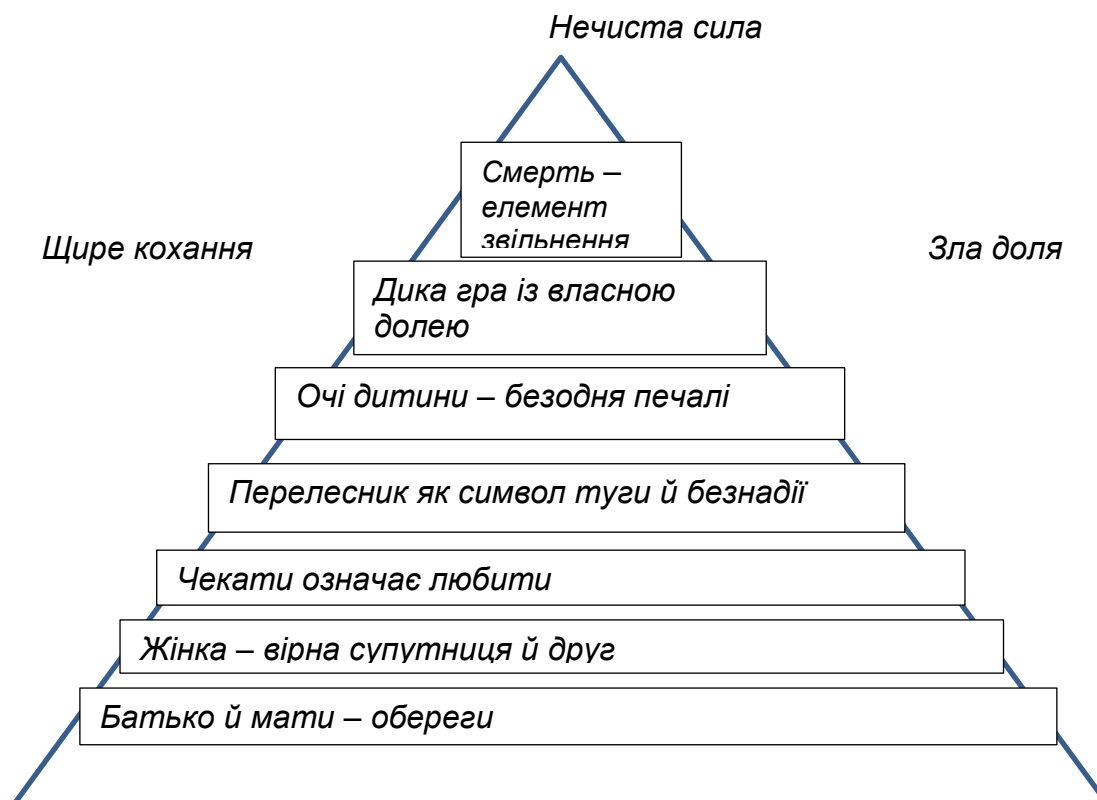 Нечиста сила
Смерть –
елемент
звільнення
Щире кохання
Зла доля
Дика гра із власною
долею
Очі дитини – безодня печалі
Перелесник як символ туги й безнадії
Чекати означає любити
Жінка – вірна супутниця й друг
Батько й мати – обереги